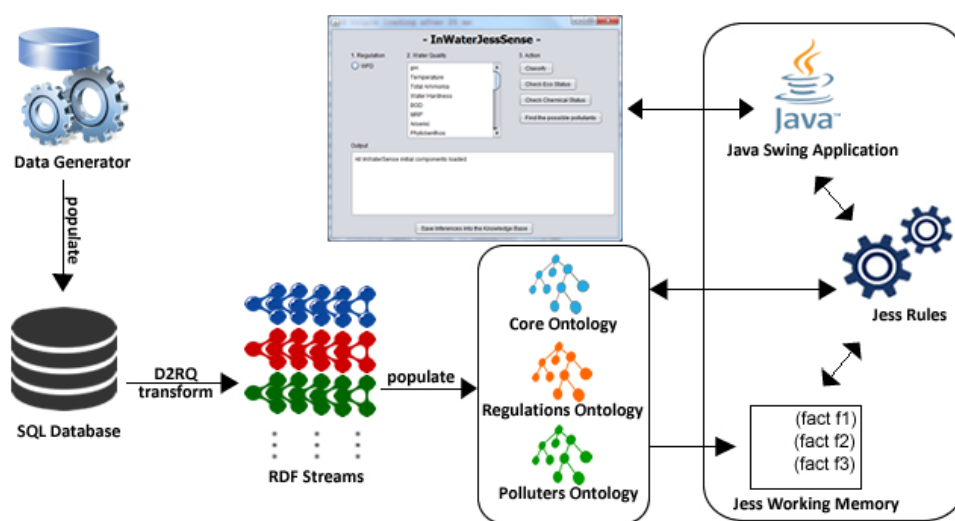 - InWaterJessSense -
1. Regulation
2. Water Quality
3. Action
WFD
pH
Temperature
Total Ammonia
Water Hardness
BOD
MRP
Arsenic
Phytobenthos
Classify
Check Eco Status
Check Chemical Status
Find the possible pollutants
Output
Hi! InWaterSense initial components loaded
Save Inferences into the Knowledge Base
Data Generator
populate
SQL Database
D2RQ
transform
RDF Streams
populate
Core Ontology
Regulations Ontology
Polluters Ontology
Java™
Java Swing Application
Jess Rules
(fact f1)
(fact f2)
(fact f3)
Jess Working Memory